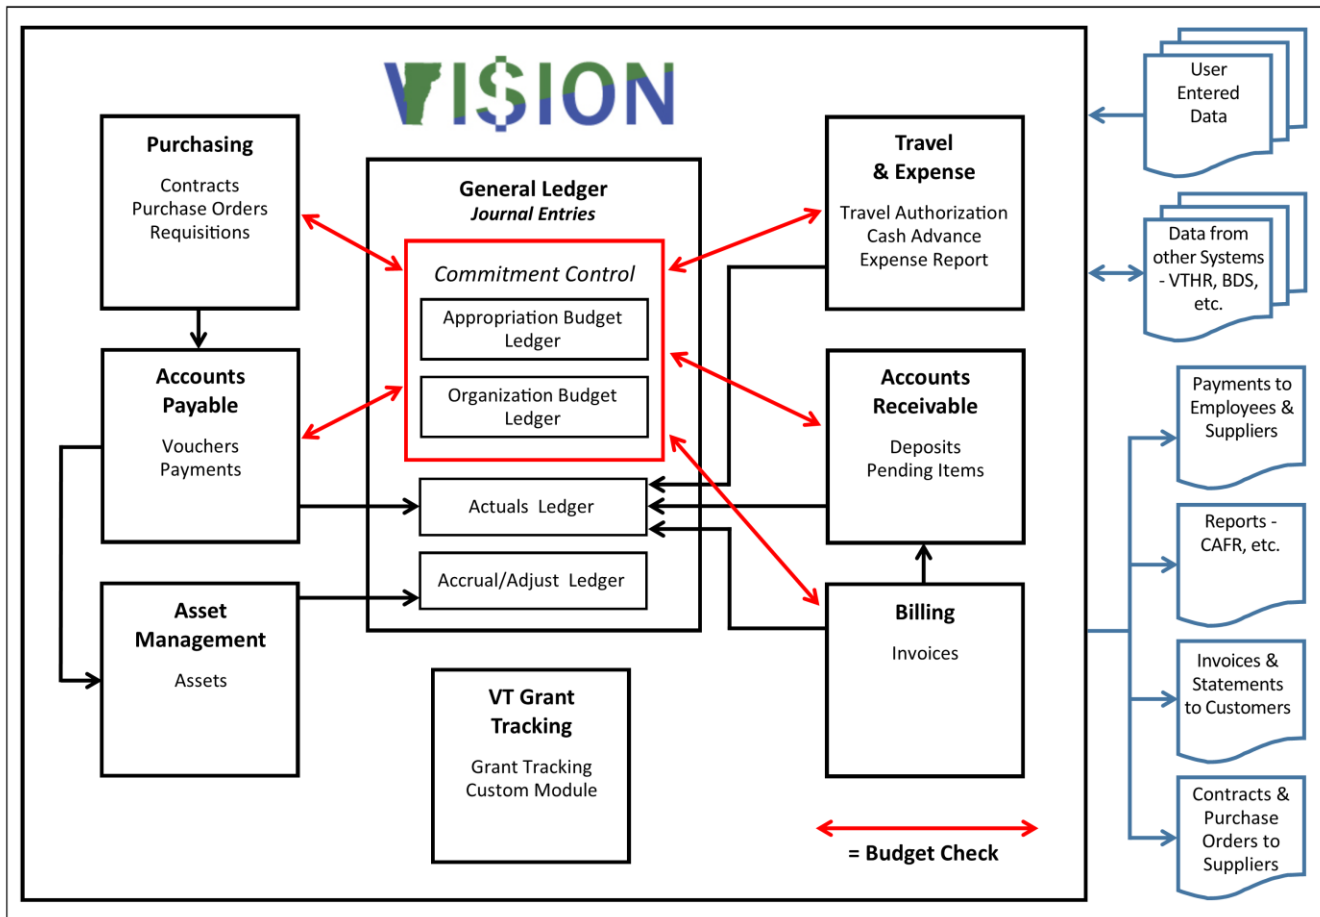 VISION
Purchasing
Contracts
Purchase Orders
Requisitions
Accounts
Payable
Vouchers
Payments
Asset
Management
Assets
General Ledger
Journal Entries
Commitment Control
Appropriation Budget
Ledger
Organization Budget
Ledger
Actuals Ledger
Accrual/Adjust Ledger
VT Grant
Tracking
Grant Tracking
Custom Module
Travel
& Expense
Travel Authorization
Cash Advance
Expense Report
Accounts
Receivable
Deposits
Pending Items
Billing
Invoices
= Budget Check
User
Entered
Data
Data from
other Systems
- VTHR, BDS,
etc.
Payments to
Employees &
Suppliers
Reports -
CAFR, etc.
Invoices &
Statements
to Customers
Contracts &
Purchase
Orders to
Suppliers